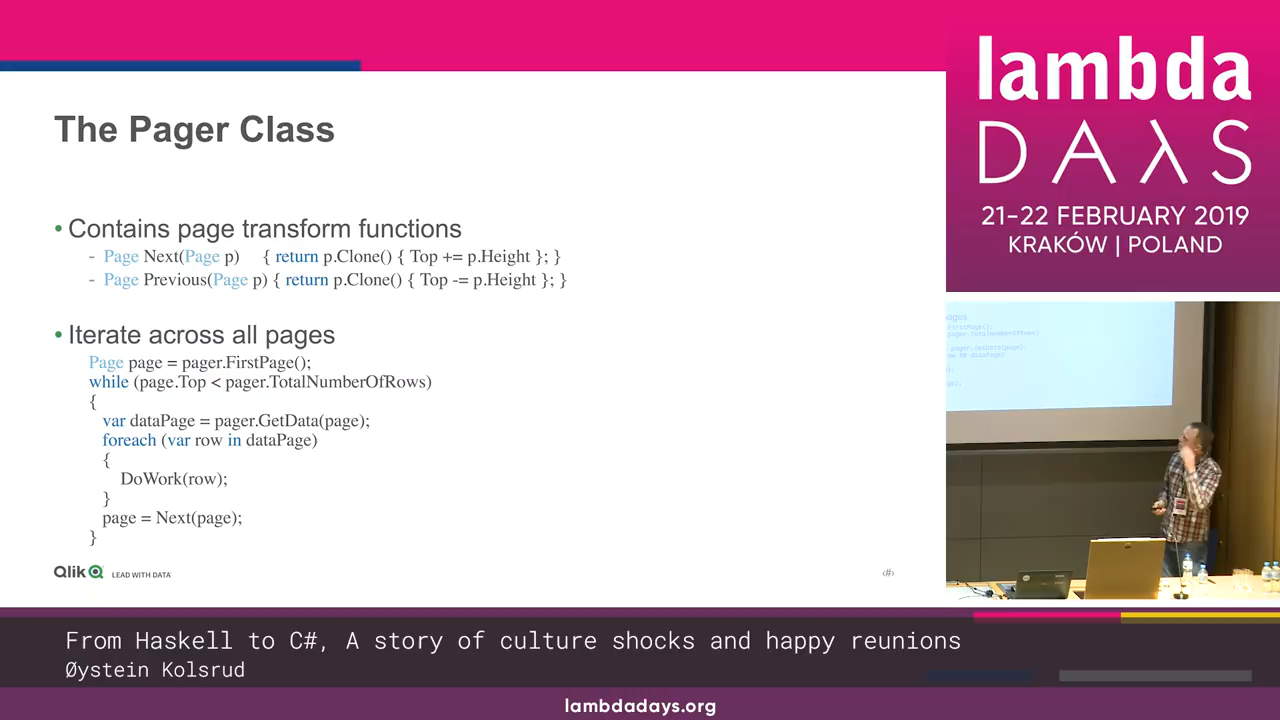 The Pager Class
• Contains page transform functions
- Page Next(Page p) { return p.Clone() { Top += p.Height }; }
- Page Previous(Page p) { return p.Clone() { Top -= p.Height }; }
• Iterate across all pages
Page page = pager.FirstPage();
while (page.Top < pager.TotalNumberOfRows)
{
var dataPage = pager.GetData(page);
foreach (var row in dataPage)
{
DoWork(row);
}
page = Next(page);
}
Qlik LEAD WITH DATA
‹#›
lambda
DAλS
21–22 FEBRUARY 2019
KRAKÓW | POLAND
From Haskell to C#, A story of culture shocks and happy reunions
Øystein Kolsrud
lambdadays.org